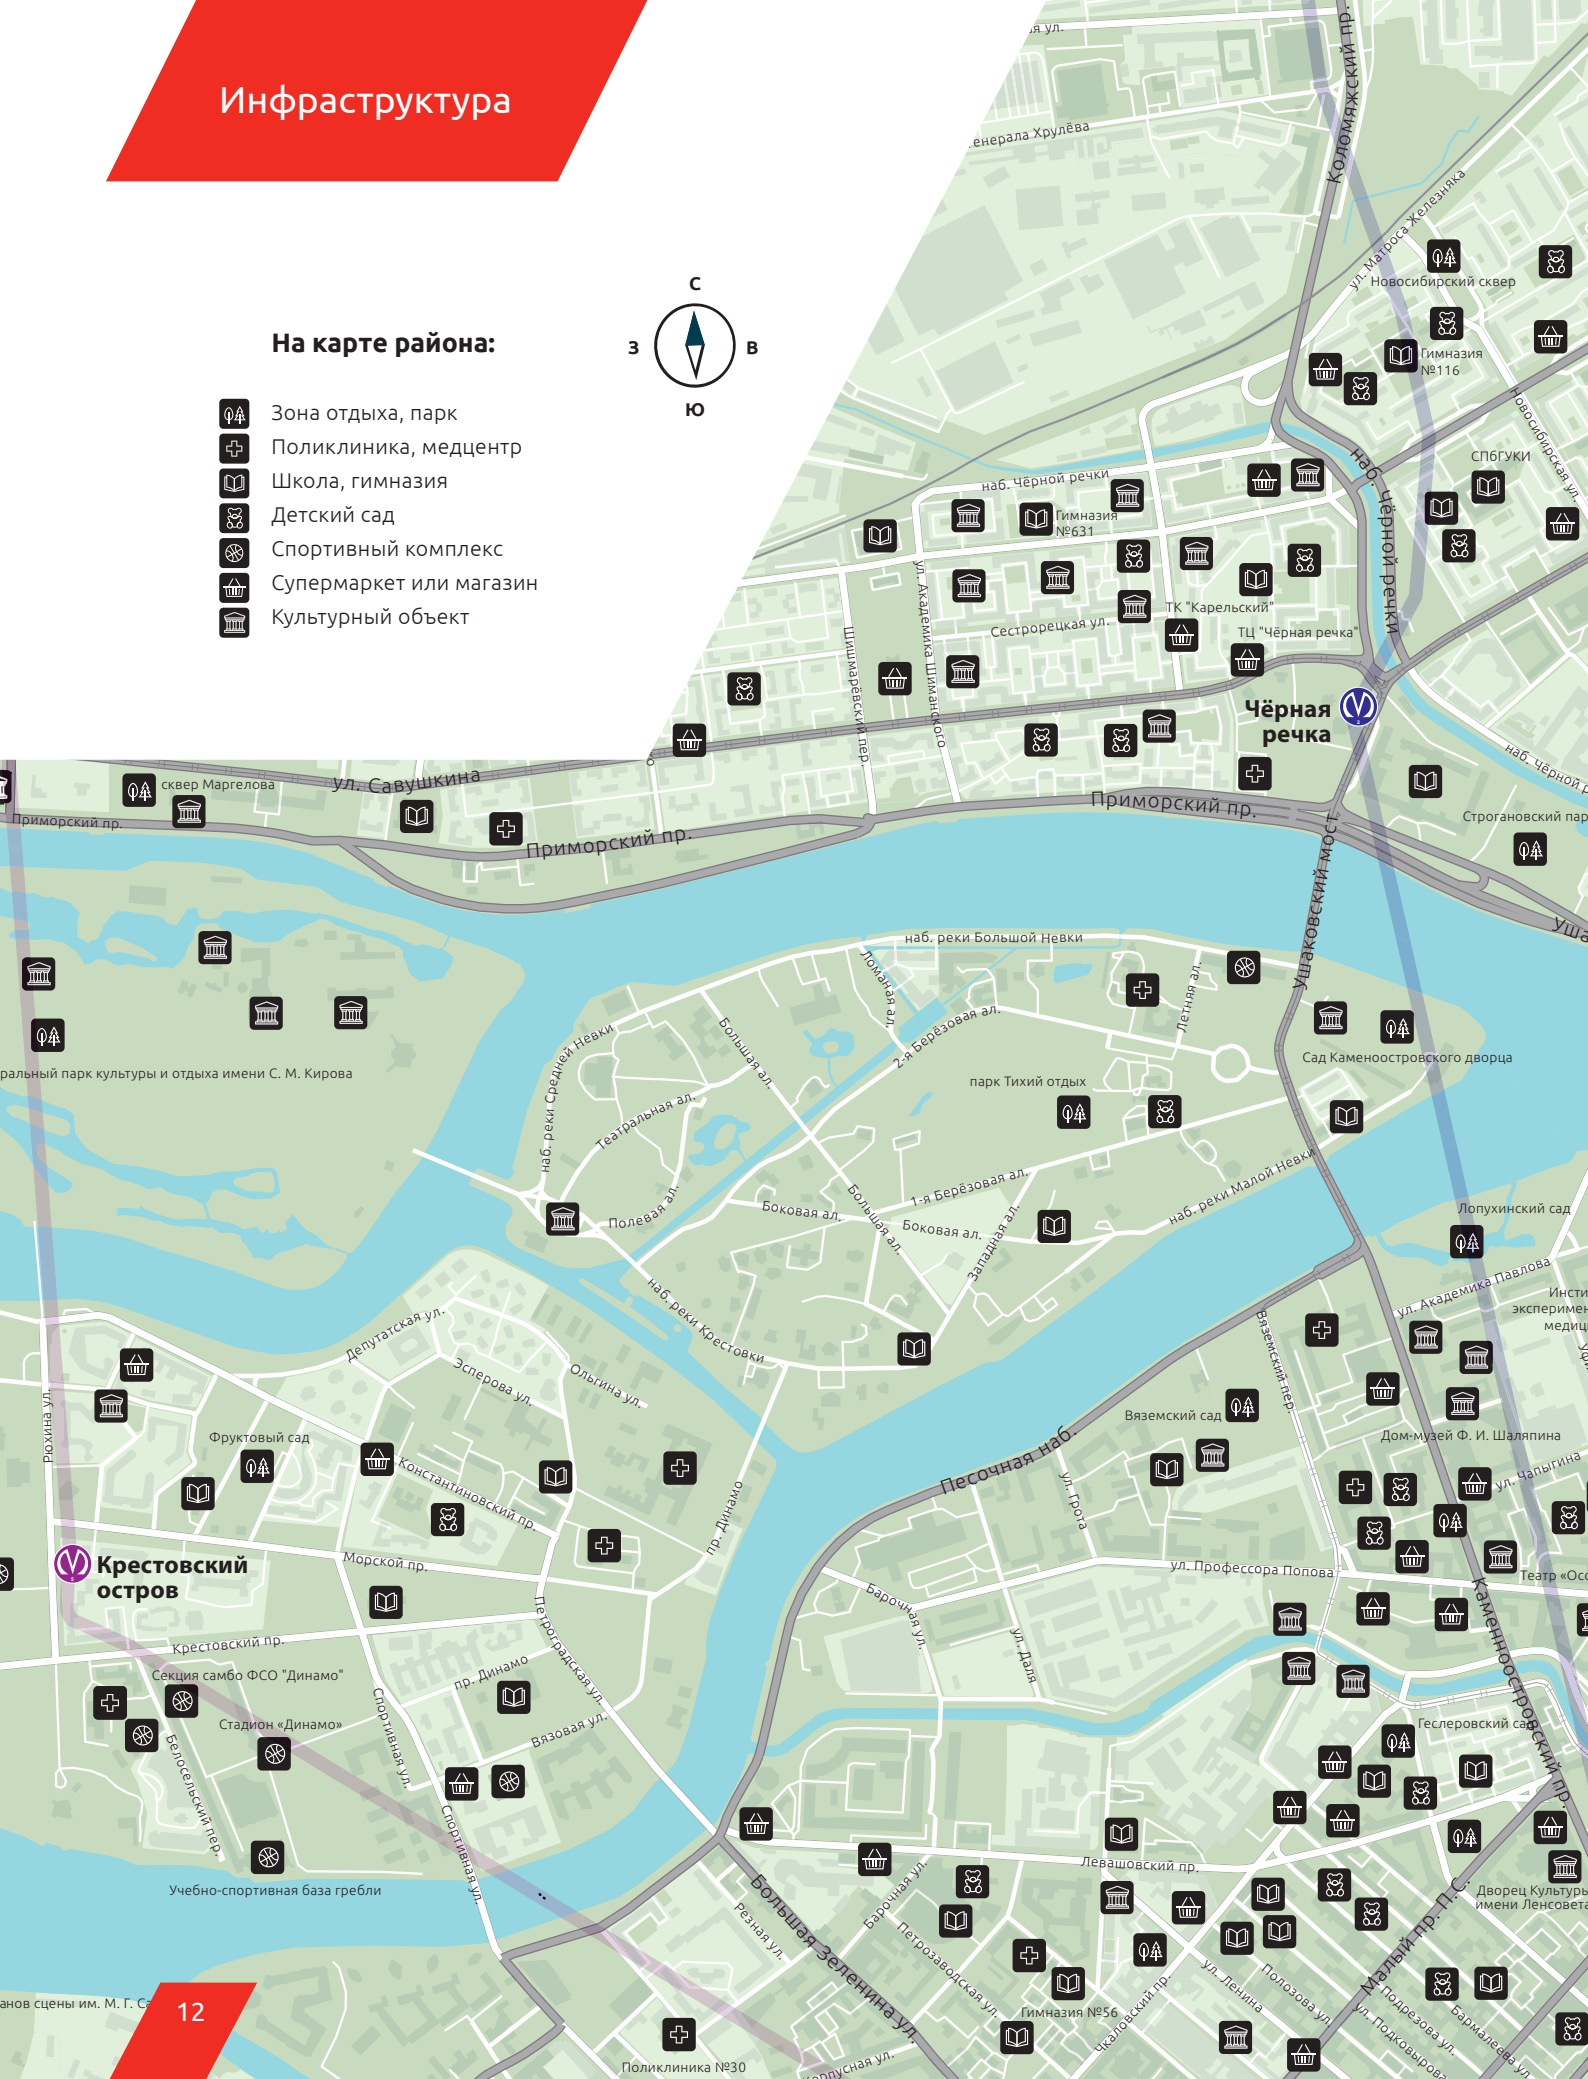 Инфраструктура
На карте района:
С
З
В
Ю
Зона отдыха, парк
Поликлиника, медцентр
Школа, гимназия
Детский сад
Спортивный комплекс
Супермаркет или магазин
Культурный объект
Коломяжский пр.
ул. Матроса Железняка
Новосибирский сквер
Гимназия
№116
Новосибирская ул.
СПбГУКИ
наб. Чёрной речки
наб. Чёрной речки
Гимназия
№631
ул. Академика Шиманского
Шишмарёвский пер.
Сестрорецкая ул.
ТК "Карельский"
ТЦ "Чёрная речка"
Чёрная
речка
сквер Маргелова
ул. Савушкина
Приморский пр.
Приморский пр.
Приморский пр.
Строгановский
Ушаковский мост
наб. реки Большой Невки
Ломаная ал.
Летняя ал.
2-я Берёзовая ал.
Большая ал.
Сад Каменоостровского дворца
парк Тихий отдых
парк культуры и отдыха имени С. М. Кирова
наб. реки Средней Невки
Театральная ал.
Полевая ал.
Боковая ал.
Большая ал.
1-я Берёзовая ал.
Боковая ал.
Западная ал.
наб. реки Малой Невки
Лопухинский сад
ул. Академика Павлова
наб. реки Крестовки
Депутатская ул.
Эсперова ул.
Ольгина ул.
Вяземский пер.
Вяземский сад
Дом-музей Ф. И. Шаляпина
ул. Чапыгина
Рюхина ул.
Фруктовый сад
Константиновский пр.
Песочная наб.
ул. Грота
пр. Динамо
Крестовский
остров
Морской пр.
ул. Профессора Попова
Театр
Барочная ул.
ул. Даля
Каменноостровский пр.
Петроградская ул.
Крестовский пр.
Секция самбо ФСО "Динамо"
пр. Динамо
Стадион «Динамо»
Вязовая ул.
Спортивная ул.
Белосельский пер.
Геслеровский сад
Спортивная ул.
Левашовский пр.
Учебно-спортивная база гребли
Большая Зеленина ул.
Резная ул.
Барочная ул.
Петрозаводская ул.
Дворец Культуры
имени Ленсовета
Малый пр. П.С.
ул. Ленина
Полозова ул.
Подрезова ул.
ул. Подковырова
Бармалеева ул.
Чкаловский пр.
Гимназия №56
Поликлиника №30
сцены им. М. Г.
12